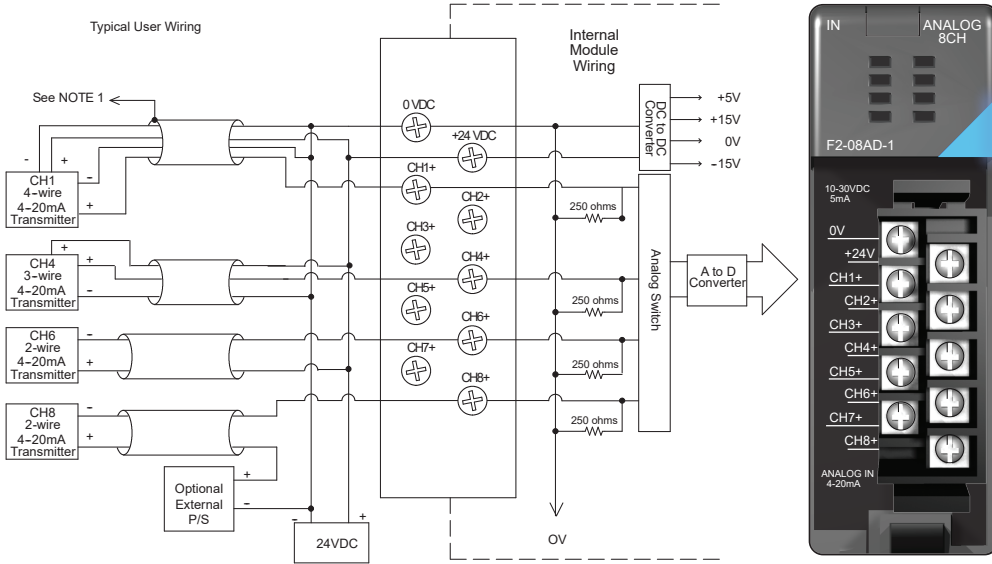 Typical User Wiring
Internal
Module
Wiring
See NOTE 1
- +
CH1
4-wire
4-20mA
Transmitter
-
+
+
CH4
3-wire
4-20mA
Transmitter
+
-
CH6
2-wire
4-20mA
Transmitter
-
+
CH8
2-wire
4-20mA
Transmitter
-
+
Optional
External
P/S
+
-
- +
24VDC
0 VDC
+24 VDC
CH1+
CH2+
CH3+
CH4+
CH5+
CH6+
CH7+
CH8+
250 ohms
250 ohms
250 ohms
250 ohms
0V
DC to DC
Converter
+5V
+15V
0V
-15V
Analog Switch
A to D
Converter
IN
ANALOG
8CH
F2-08AD-1
10-30VDC
5mA
0V
+24V
CH1+
CH2+
CH3+
CH4+
CH5+
CH6+
CH7+
CH8+
ANALOG IN
4-20mA